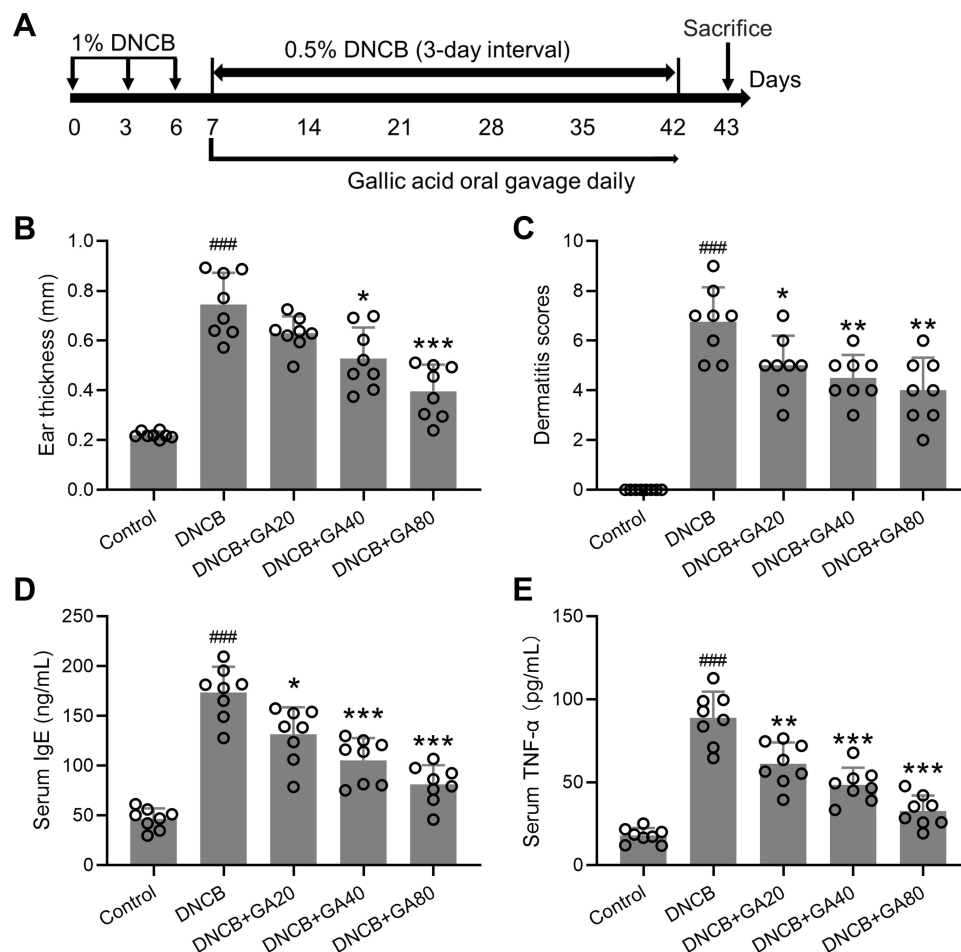 A
1% DNCB
0.5% DNCB (3-day interval)
Sacrifice
Days
0 3 6 7 14 21 28 35 42 43
Gallic acid oral gavage daily
B
Ear thickness (mm)
1.0
0.8
0.6
0.4
0.2
0.0
###
*
***
Control
DNCB
DNCB+GA20
DNCB+GA40
DNCB+GA80
C
Dermatitis scores
10
8
6
4
2
0
###
*
**
**
Control
DNCB
DNCB+GA20
DNCB+GA40
DNCB+GA80
D
Serum IgE (ng/mL)
250
200
150
100
50
0
###
*
***
***
Control
DNCB
DNCB+GA20
DNCB+GA40
DNCB+GA80
E
Serum TNF-α (pg/mL)
150
100
50
0
###
**
***
***
Control
DNCB
DNCB+GA20
DNCB+GA40
DNCB+GA80